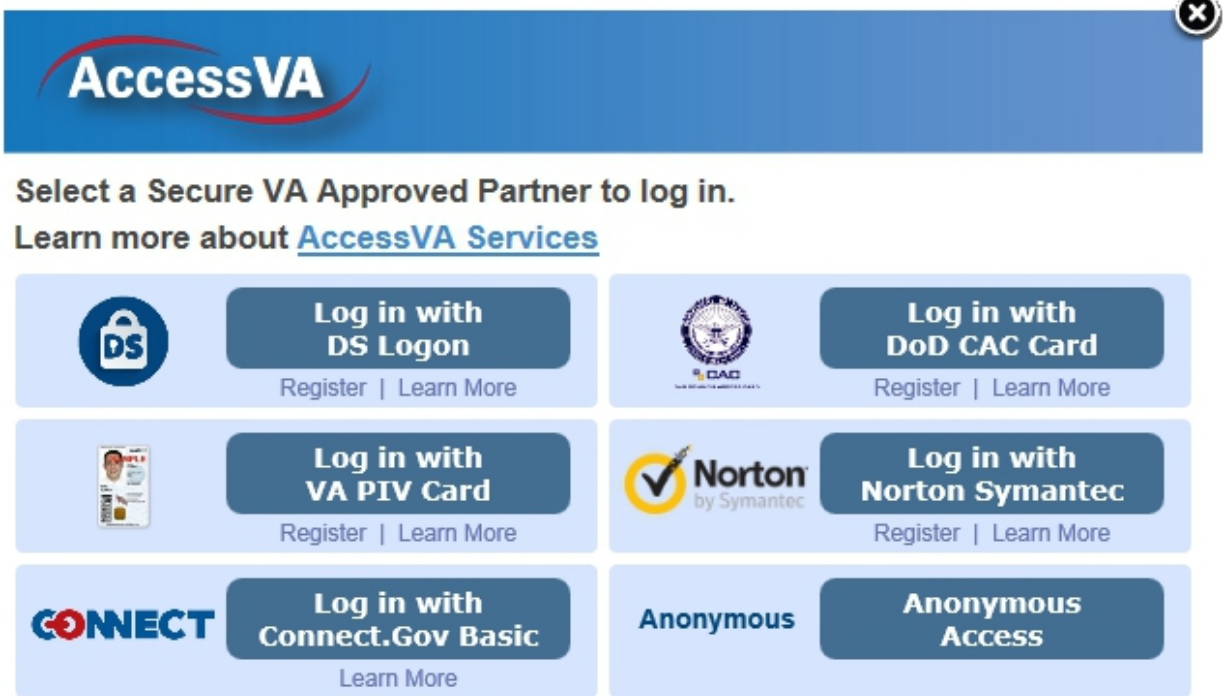 AccessVA
Select a Secure VA Approved Partner to log in.
Learn more about AccessVA Services
DS
Log in with
DS Logon
Register | Learn More
CAC
Log in with
DoD CAC Card
Register | Learn More
Log in with
VA PIV Card
Register | Learn More
Norton
by Symantec
Log in with
Norton Symantec
Register | Learn More
CONNECT
Log in with
Connect.Gov Basic
Learn More
Anonymous
Anonymous
Access